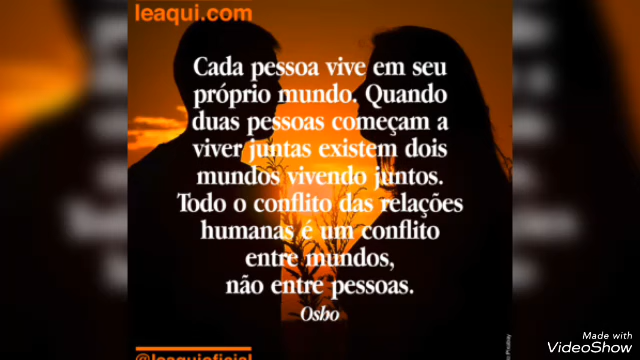 leaqui.com
Cada pessoa vive em seu
próprio mundo. Quando
duas pessoas começam a
viver juntas existem dois
mundos vivendo juntos.
Todo o conflito das relações
humanas é um conflito
entre mundos,
não entre pessoas.
Osho
@leaquioficial
Made with
VideoShow